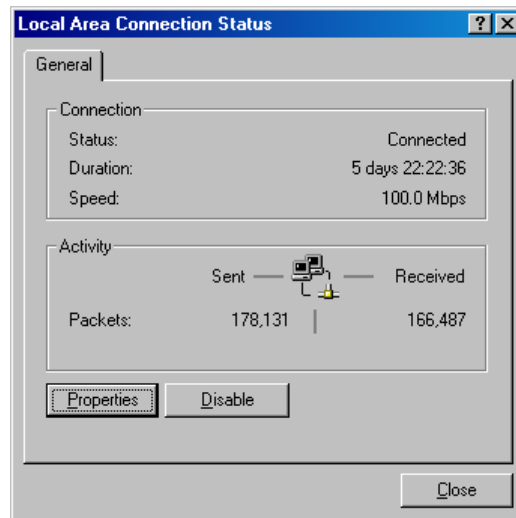 Local Area Connection Status
General
Connection
Status: Connected
Duration: 5 days 22:22:36
Speed: 100.0 Mbps
Activity
Sent Received
Packets: 178,131 166,487
Properties Disable
Close